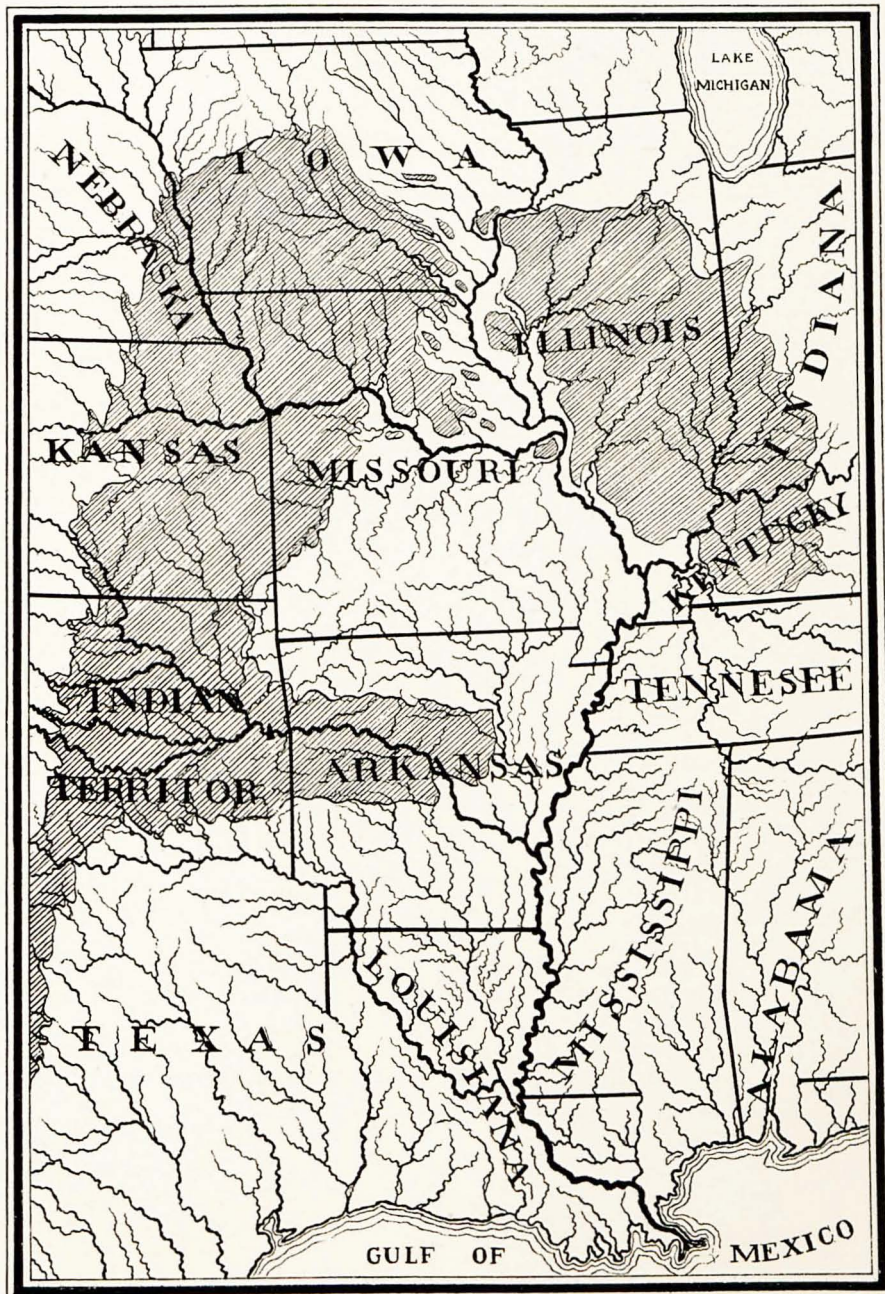 LAKE
MICHIGAN
IOWA
NEBRASKA
INDIANA
ILLINOIS
KANSAS
MISSOURI
KENTUCKY
INDIAN
TENNESEE
TERRITOR
ARKANSAS
MISSISSIPPI
ALABAMA
LOUISIANA
TEXAS
GULF OF
MEXICO